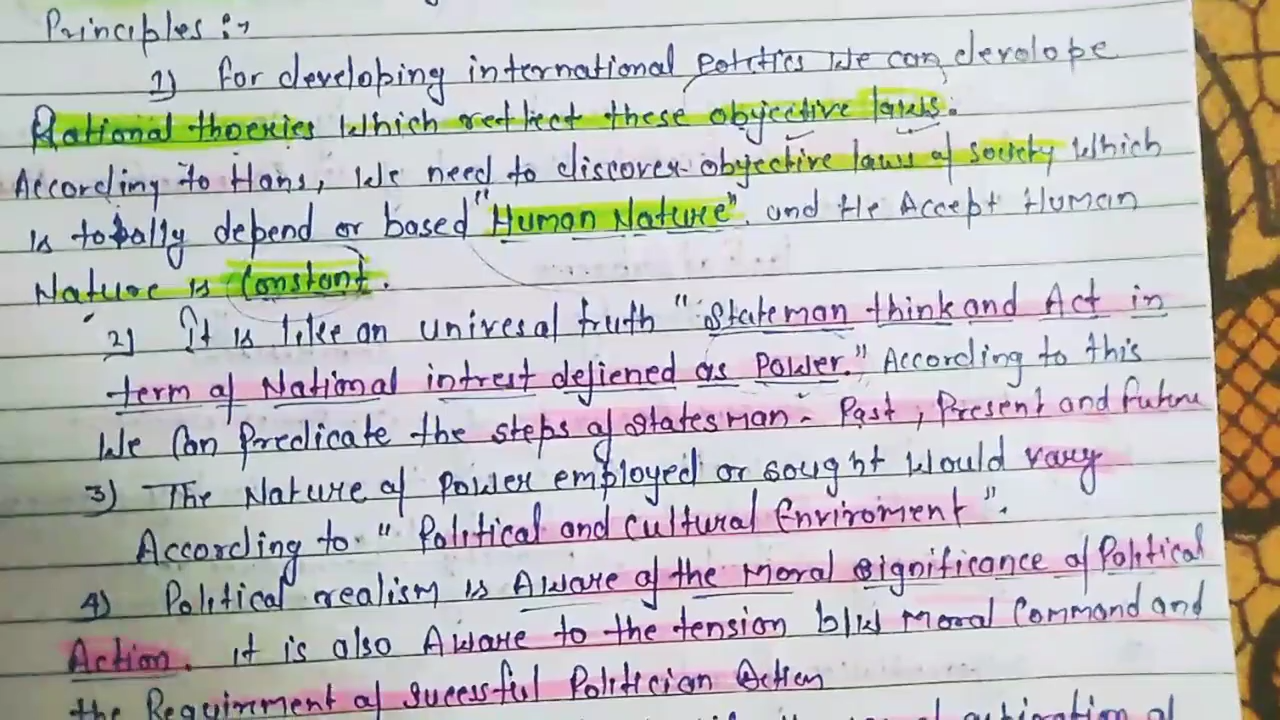 Principles :-
1) for developing international politics we can develope
Rational thoeries which reflect these obyjective laws.
According to Hans, we need to discover obyjective laws of society which
is totally depend or based "Human Nature". and He Accept Human
Nature is Constant.
2) It is like an univesal truth "Stateman think and Act in
term of National intrest defiened as Power." According to this
We Can Predicate the steps of statesman - Past, Present and future
3) The Nature of Power employed or sought would vary
According to "Political and cultural Enviroment".
4) Political realism is Aware of the Moral significance of Political
Action. it is also Aware to the tension b/w Moral Command and
the Requirment of sucessful Politician Action
of